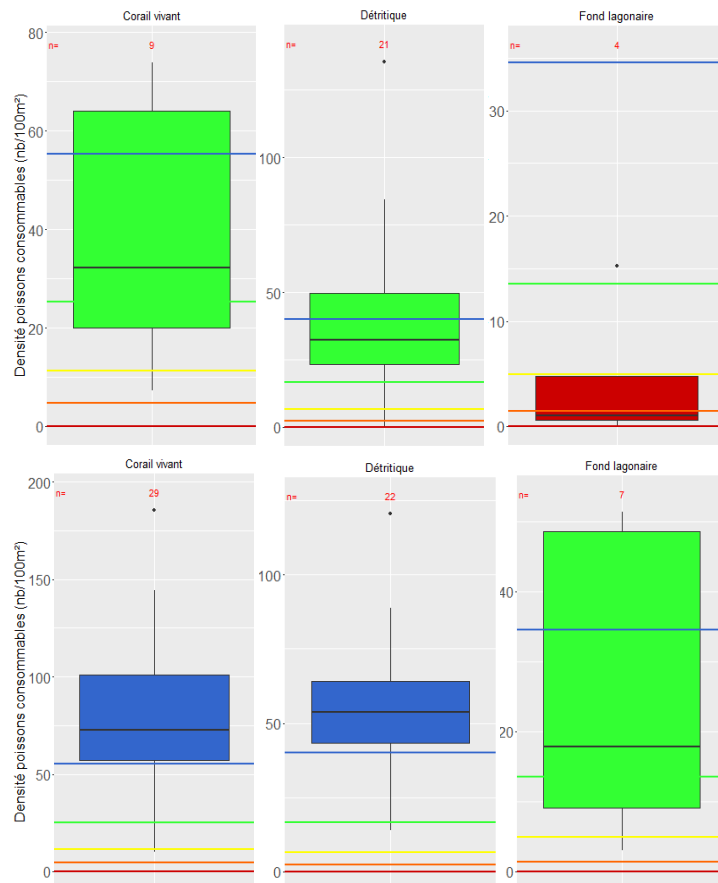 Corail vivant
Détritique
Fond lagonaire
n= 9
n= 21
n= 4
Densité poissons consommables (nb/100m²)
80
60
40
20
0
100
50
0
30
20
10
0
Corail vivant
Détritique
Fond lagonaire
n= 29
n= 22
n= 7
Densité poissons consommables (nb/100m²)
200
150
100
50
0
100
50
0
40
20
0